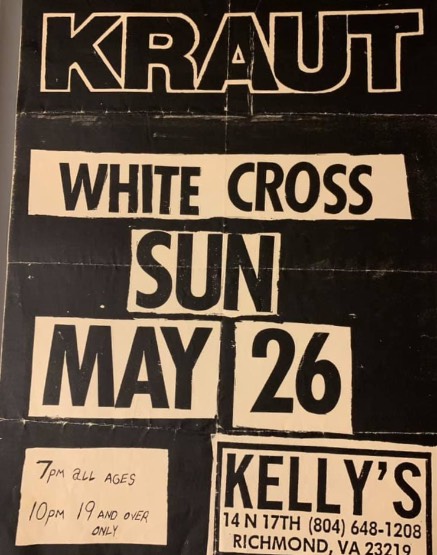 KRAUT
WHITE CROSS
SUN
MAY 26
7pm all AGES
10pm 19 AND OVER
ONLY
KELLY'S
14 N 17TH (804) 648-1208
RICHMOND, VA 23219